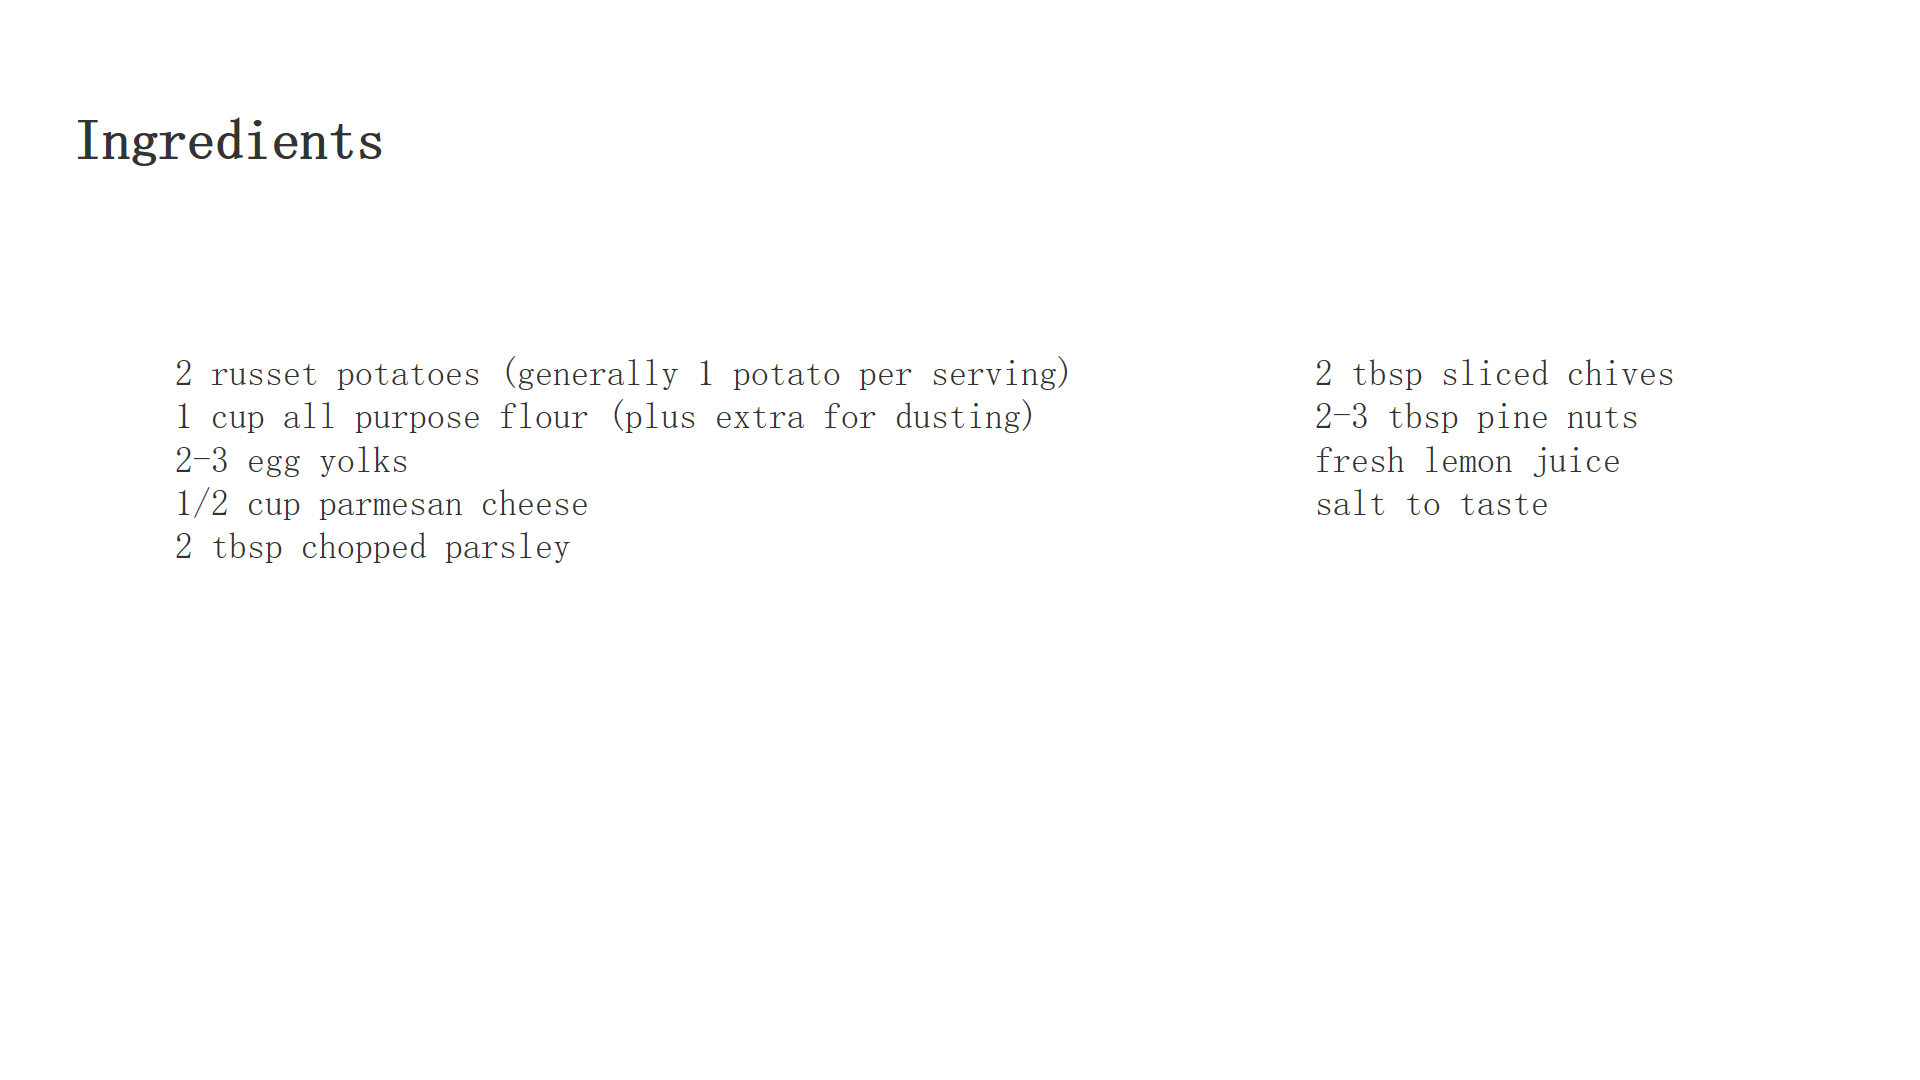 Ingredients
2 russet potatoes (generally 1 potato per serving)
1 cup all purpose flour (plus extra for dusting)
2-3 egg yolks
1/2 cup parmesan cheese
2 tbsp chopped parsley
2 tbsp sliced chives
2-3 tbsp pine nuts
fresh lemon juice
salt to taste